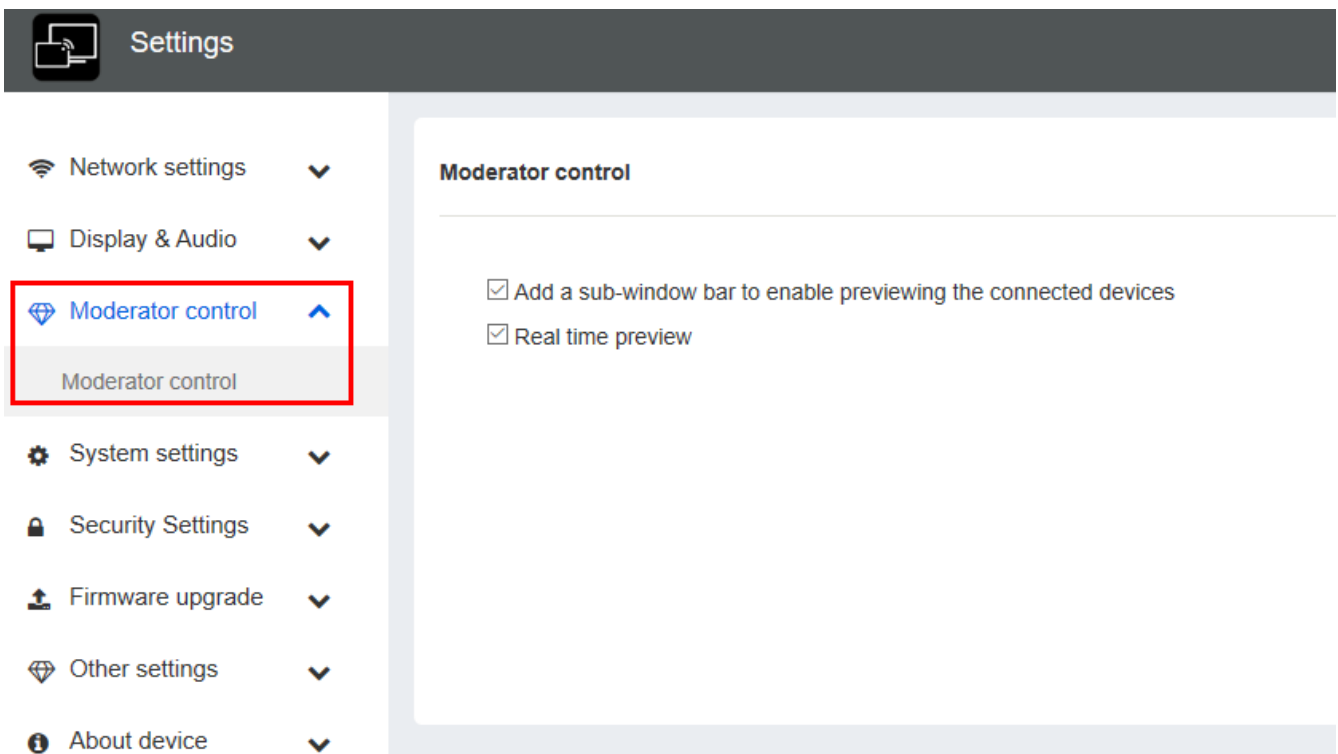 Settings
Network settings
Display & Audio
Moderator control
Moderator control
System settings
Security Settings
Firmware upgrade
Other settings
About device
Moderator control
Add a sub-window bar to enable previewing the connected devices
Real time preview